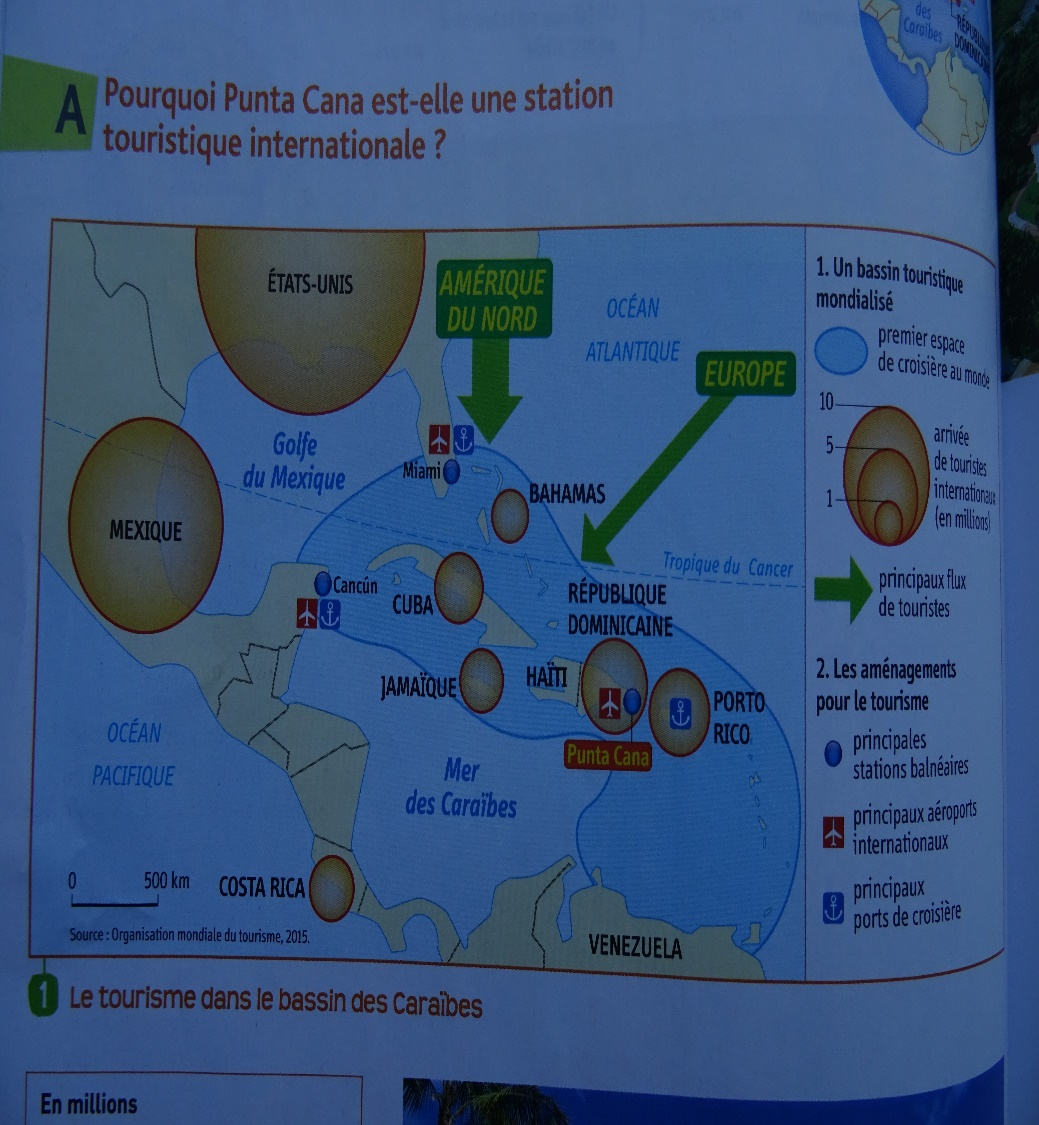 des
Caraïbes
RÉPUBLIQUE
DOMINICAINE
A
Pourquoi Punta Cana est-elle une station
touristique internationale ?
ÉTATS-UNIS
AMÉRIQUE
DU NORD
OCÉAN
ATLANTIQUE
EUROPE
Golfe
du Mexique
Miami
BAHAMAS
MEXIQUE
Tropique du Cancer
Cancún
CUBA
RÉPUBLIQUE
DOMINICAINE
JAMAÏQUE
HAÏTI
PORTO
RICO
Punta Cana
OCÉAN
PACIFIQUE
Mer
des Caraïbes
COSTA RICA
VENEZUELA
0 500 km
Source : Organisation mondiale du tourisme, 2015.
1. Un bassin touristique
mondialisé
premier espace
de croisière au monde
10
5
1
arrivée
de touristes
internationaux
(en millions)
principaux flux
de touristes
2. Les aménagements
pour le tourisme
principales
stations balnéaires
principaux aéroports
internationaux
principaux
ports de croisière
1 Le tourisme dans le bassin des Caraïbes
En millions